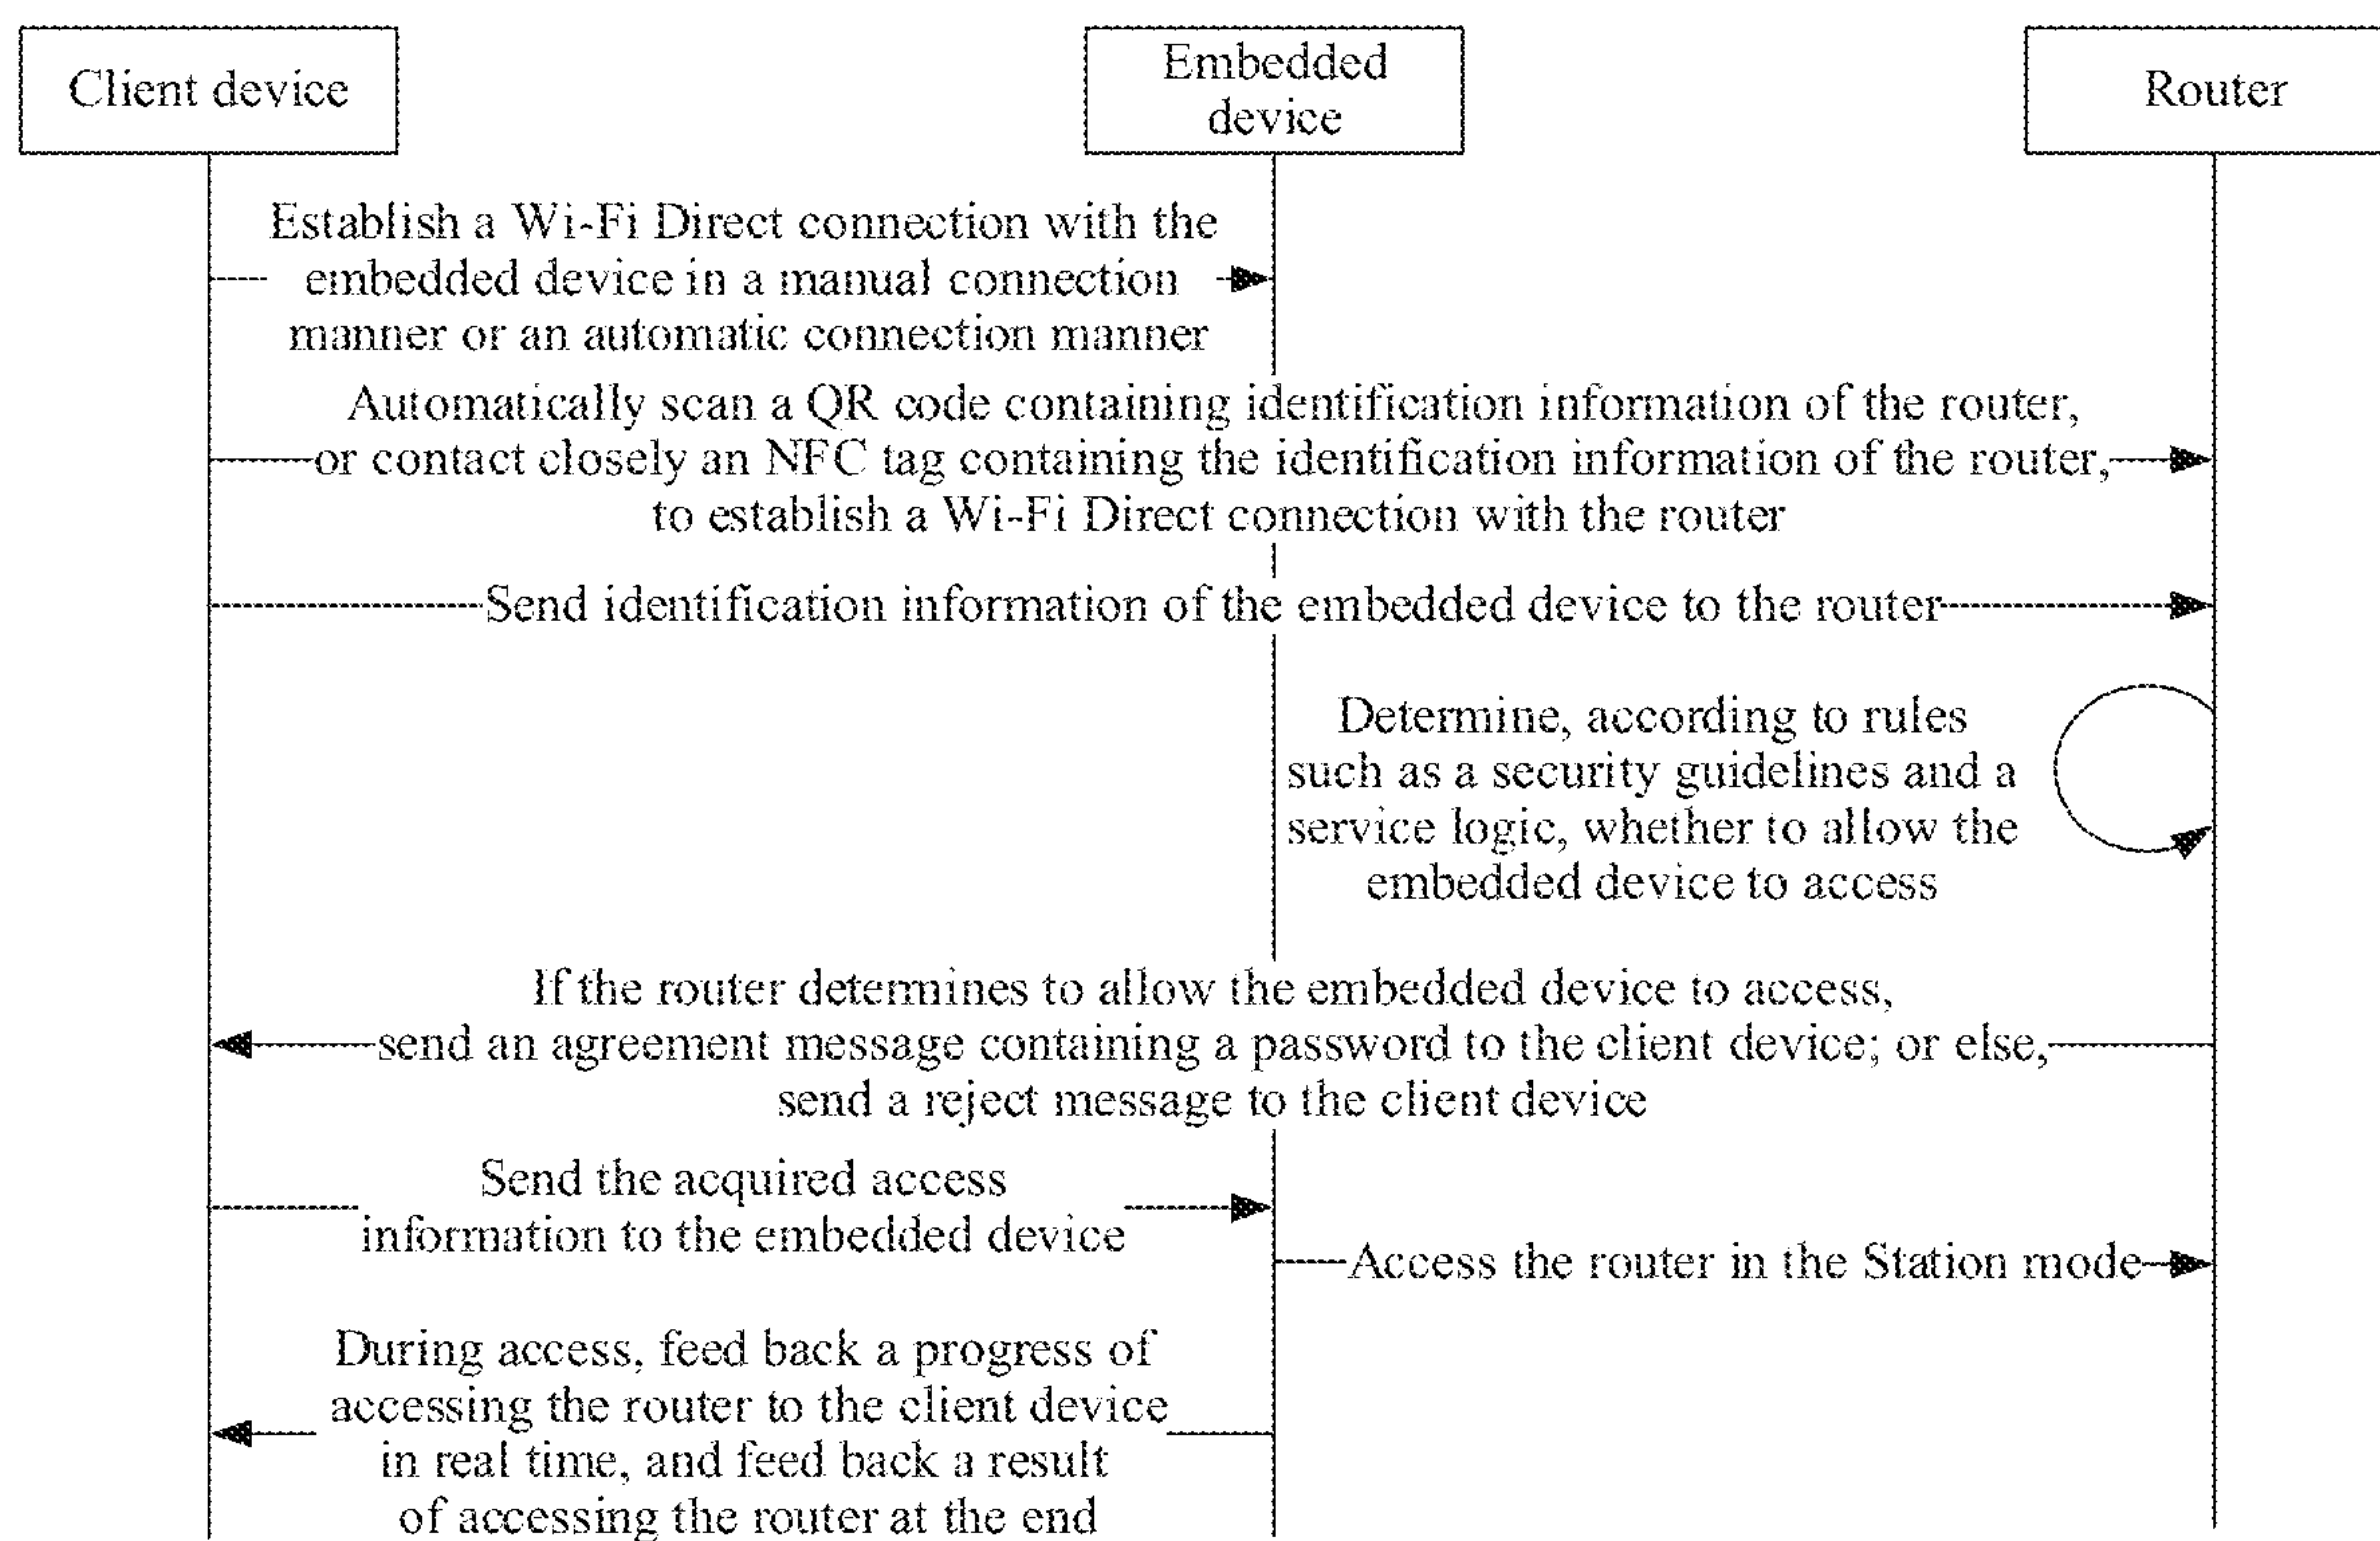 Client device
Embedded
device
Router
Establish a Wi-Fi Direct connection with the
embedded device in a manual connection
manner or an automatic connection manner
Automatically scan a QR code containing identification information of the router,
or contact closely an NFC tag containing the identification information of the router,
to establish a Wi-Fi Direct connection with the router
Send identification information of the embedded device to the router
Determine, according to rules
such as a security guidelines and a
service logic, whether to allow the
embedded device to access
If the router determines to allow the embedded device to access,
send an agreement message containing a password to the client device; or else,
send a reject message to the client device
Send the acquired access
information to the embedded device
Access the router in the Station mode
During access, feed back a progress of
accessing the router to the client device
in real time, and feed back a result
of accessing the router at the end